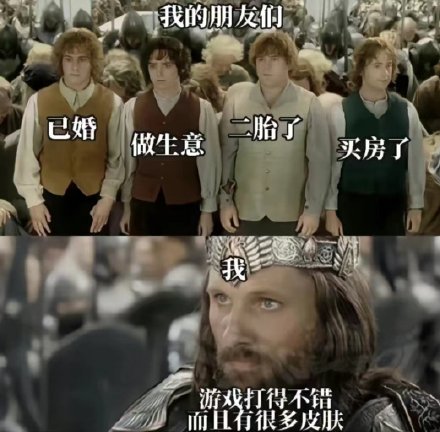 我的朋友们
已婚
做生意
二胎了
买房了
我
游戏打得不错
而且有很多皮肤